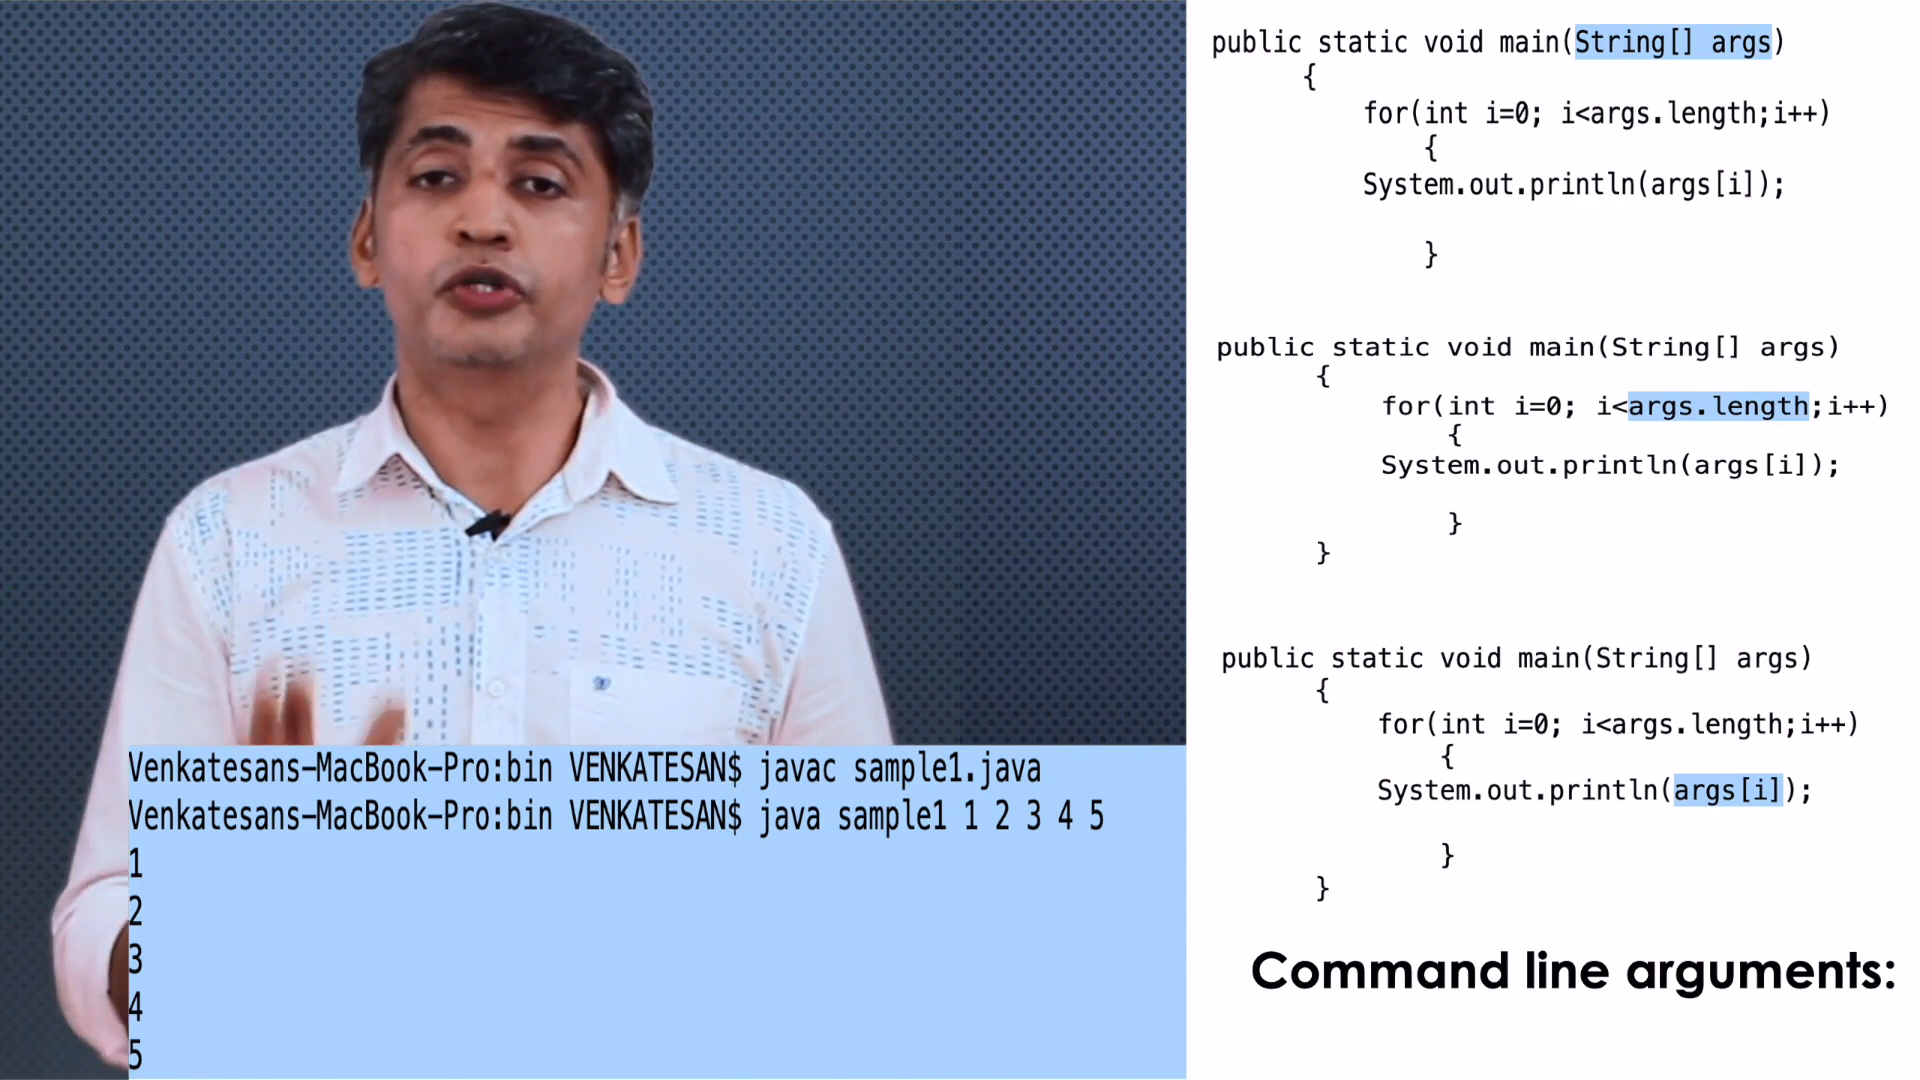 public static void main(String[] args)
{
for(int i=0; i<args.length;i++)
{
System.out.println(args[i]);
}
public static void main(String[] args)
{
for(int i=0; i<args.length;i++)
{
System.out.println(args[i]);
}
}
public static void main(String[] args)
{
for(int i=0; i<args.length;i++)
{
System.out.println(args[i]);
}
}
Command line arguments:
Venkatesans-MacBook-Pro:bin VENKATESAN$ javac sample1.java
Venkatesans-MacBook-Pro:bin VENKATESAN$ java sample1 1 2 3 4 5
1
2
3
4
5